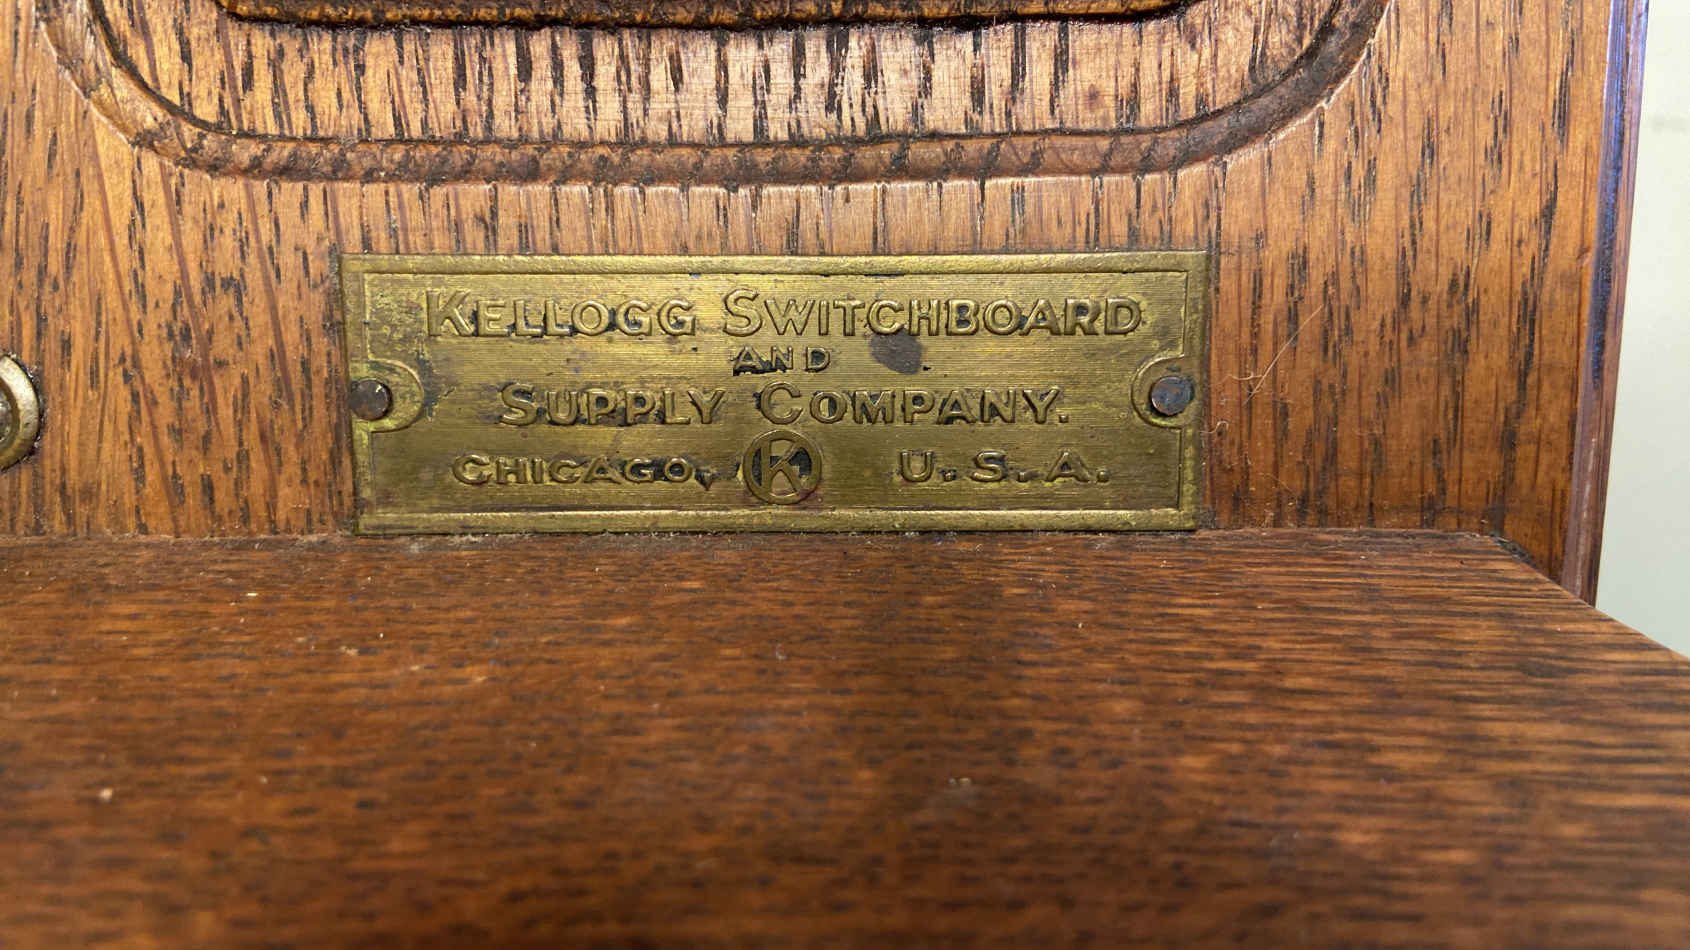 KELLOGG SWITCHBOARD
AND
SUPPLY COMPANY.
CHICAGO, K U.S.A.